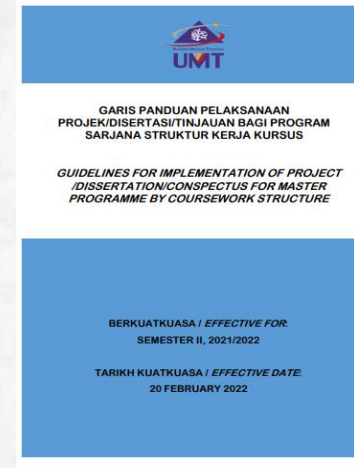 UMT
GARIS PANDUAN PELAKSANAAN
PROJEK/DISERTASI/TINJAUAN BAGI PROGRAM
SARJANA STRUKTUR KERJA KURSUS
GUIDELINES FOR IMPLEMENTATION OF PROJECT
/DISSERTATION/CONSPECTUS FOR MASTER
PROGRAMME BY COURSEWORK STRUCTURE
BERKUATKUASA / EFFECTIVE FOR:
SEMESTER II, 2021/2022
TARIKH KUATKUASA / EFFECTIVE DATE:
20 FEBRUARY 2022